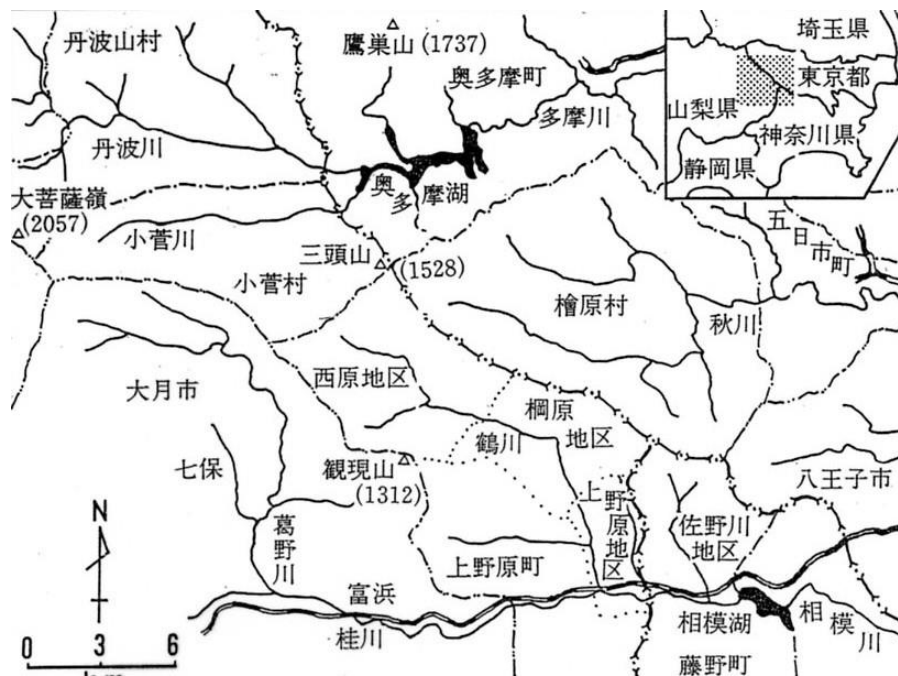 丹波山村
鷹巣山(1737)
奥多摩町
多摩川
埼玉県
東京都
山梨県
神奈川県
静岡県
丹波川
奥多摩湖
大菩薩嶺
(2057)
小菅川
三頭山
(1528)
小菅村
五日市町
檜原村
秋川
大月市
西原地区
棡原
地区
鶴川
七保
観現山
(1312)
上野原地区
佐野川
地区
八王子市
N
葛野川
上野原町
富浜
桂川
相模湖
相模川
藤野町
0 3 6